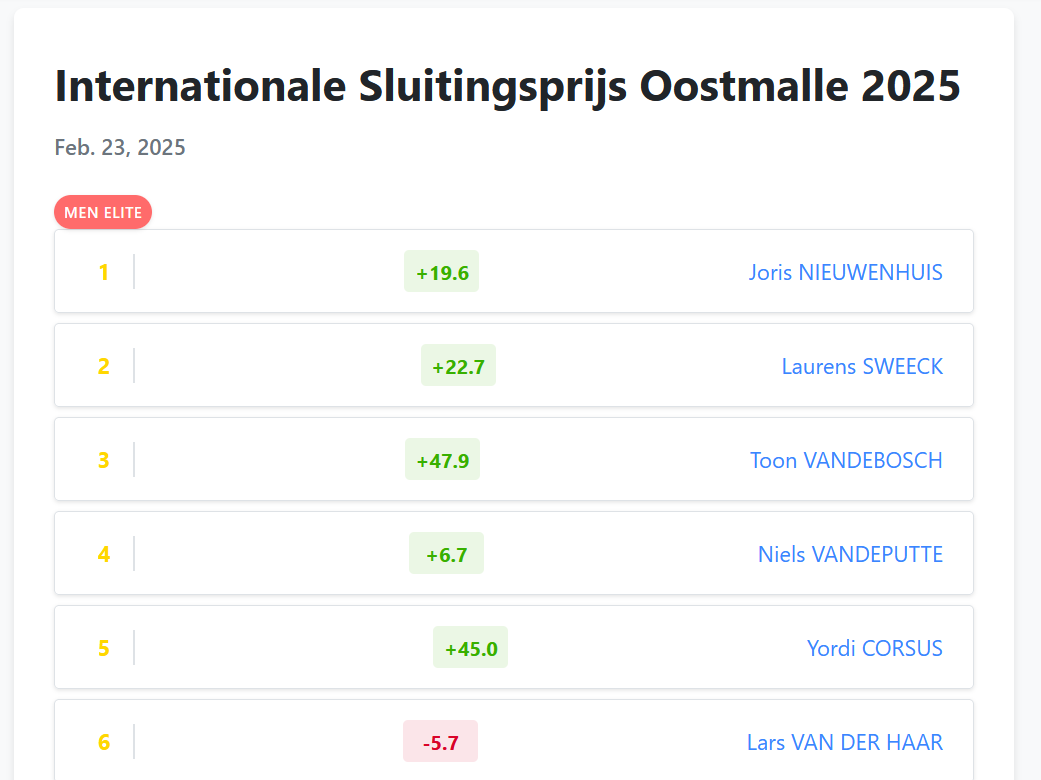 Internationale Sluitingsprijs Oostmalle 2025
Feb. 23, 2025
MEN ELITE
1 +19.6 Joris NIEUWENHUIS
2 +22.7 Laurens SWEECK
3 +47.9 Toon VANDEBOSCH
4 +6.7 Niels VANDEPUTTE
5 +45.0 Yordi CORSUS
6 -5.7 Lars VAN DER HAAR